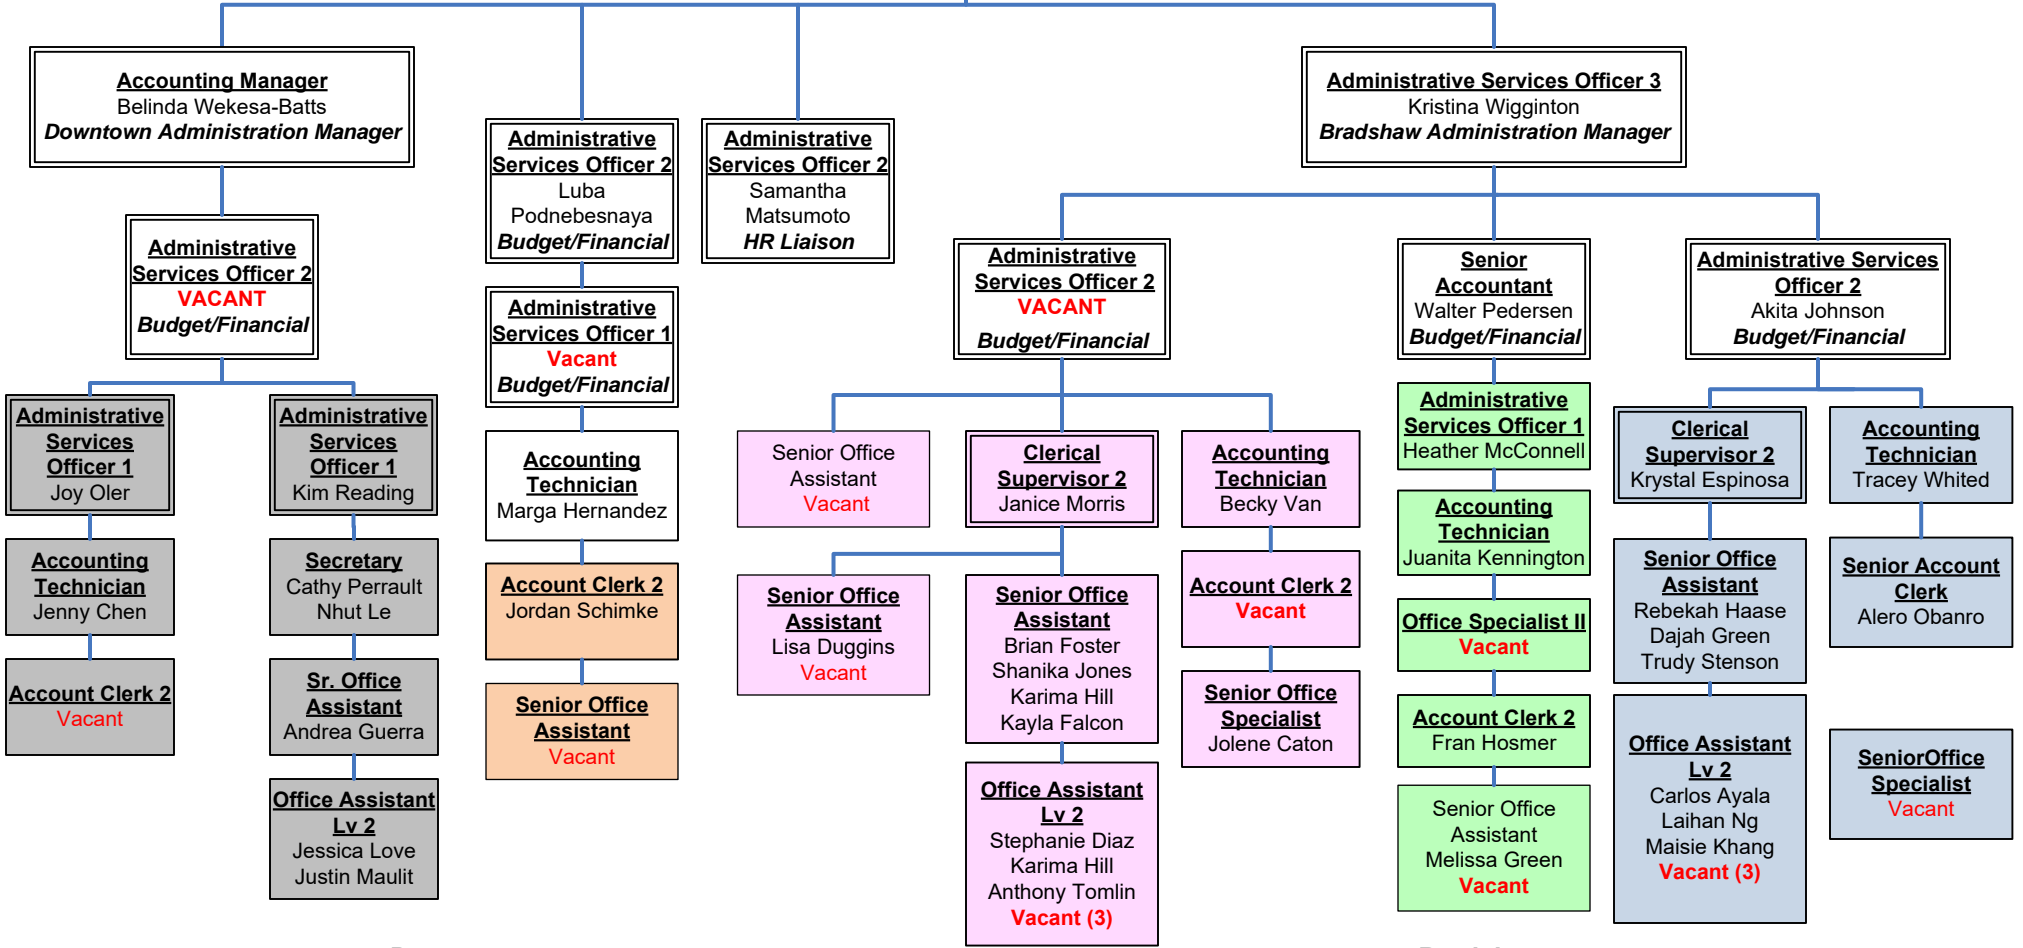 Accounting Manager
Belinda Wekesa-Batts
Downtown Administration Manager
Administrative
Services Officer 2
VACANT
Budget/Financial
Administrative
Services
Officer 1
Joy Oler
Accounting
Technician
Jenny Chen
Account Clerk 2
Vacant
Administrative
Services
Officer 1
Kim Reading
Secretary
Cathy Perrault
Nhut Le
Sr. Office
Assistant
Andrea Guerra
Office Assistant
Lv 2
Jessica Love
Justin Maulit
Administrative
Services Officer 2
Luba
Podnebesnaya
Budget/Financial
Administrative
Services Officer 1
Vacant
Budget/Financial
Accounting
Technician
Marga Hernandez
Account Clerk 2
Jordan Schimke
Senior Office
Assistant
Vacant
Administrative
Services Officer 2
Samantha
Matsumoto
HR Liaison
Administrative Services Officer 3
Kristina Wigginton
Bradshaw Administration Manager
Administrative
Services Officer 2
VACANT
Budget/Financial
Senior Office
Assistant
Vacant
Clerical
Supervisor 2
Janice Morris
Senior Office
Assistant
Lisa Duggins
Vacant
Senior Office
Assistant
Brian Foster
Shanika Jones
Karima Hill
Kayla Falcon
Office Assistant
Lv 2
Stephanie Diaz
Karima Hill
Anthony Tomlin
Vacant (3)
Accounting
Technician
Becky Van
Account Clerk 2
Vacant
Senior Office
Specialist
Jolene Caton
Senior
Accountant
Walter Pedersen
Budget/Financial
Administrative
Services Officer 1
Heather McConnell
Accounting
Technician
Juanita Kennington
Office Specialist II
Vacant
Account Clerk 2
Fran Hosmer
Senior Office
Assistant
Melissa Green
Vacant
Administrative Services
Officer 2
Akita Johnson
Budget/Financial
Clerical
Supervisor 2
Krystal Espinosa
Senior Office
Assistant
Rebekah Haase
Dajah Green
Trudy Stenson
Office Assistant
Lv 2
Carlos Ayala
Laihan Ng
Maisie Khang
Vacant (3)
Accounting
Technician
Tracey Whited
Senior Account
Clerk
Alero Obanro
SeniorOffice
Specialist
Vacant